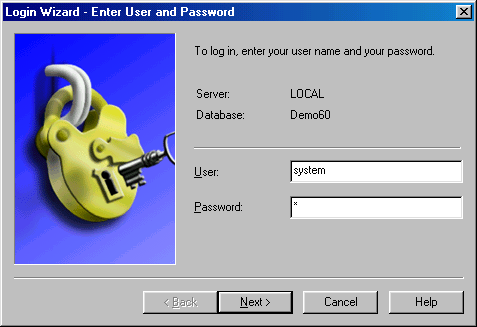 Login Wizard - Enter User and Password
To log in, enter your user name and your password.
Server: LOCAL
Database: Demo60
User: system
Password: *
< Back Next > Cancel Help